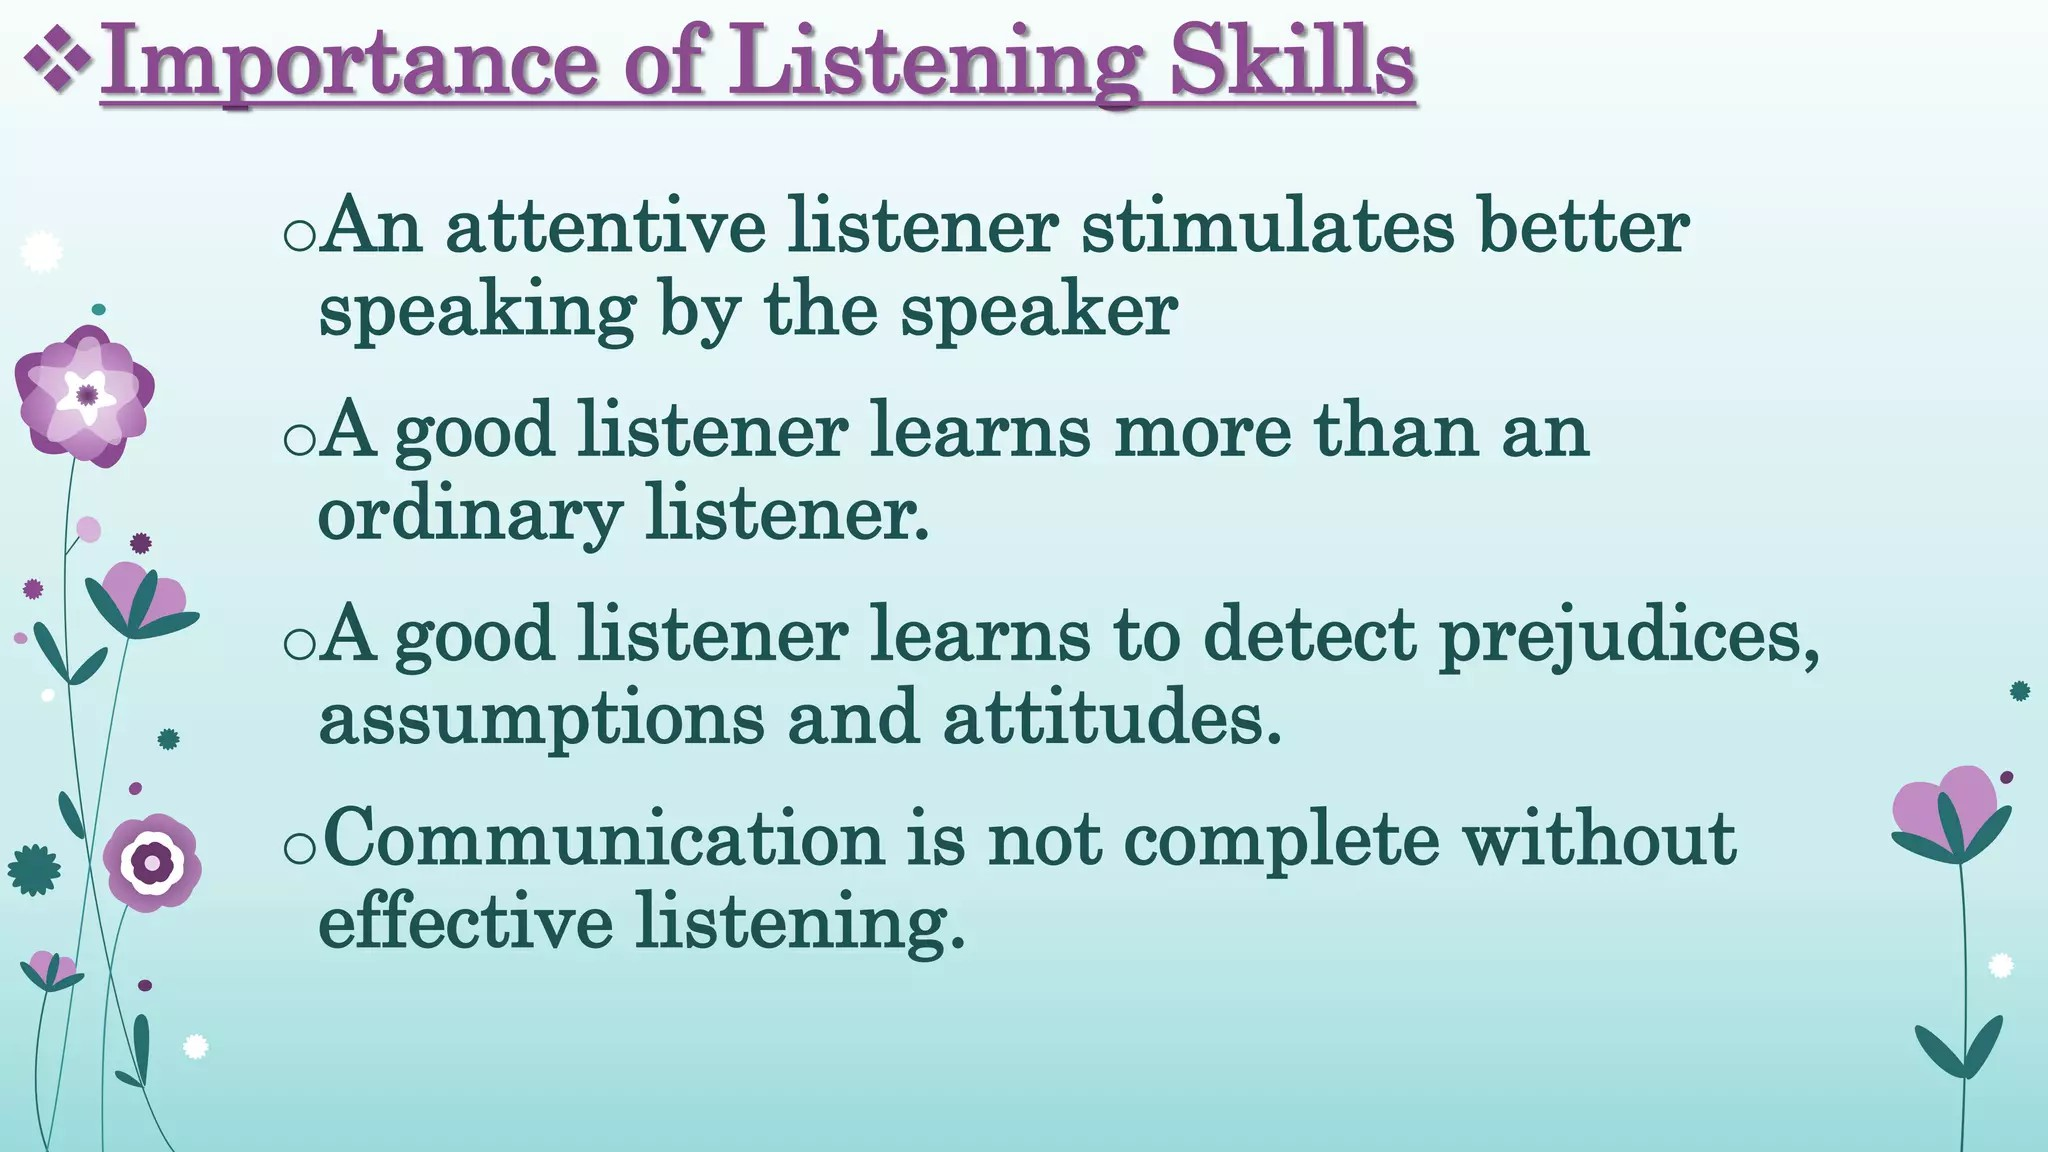 ❖Importance of Listening Skills
oAn attentive listener stimulates better
speaking by the speaker
oA good listener learns more than an
ordinary listener.
oA good listener learns to detect prejudices,
assumptions and attitudes.
oCommunication is not complete without
effective listening.